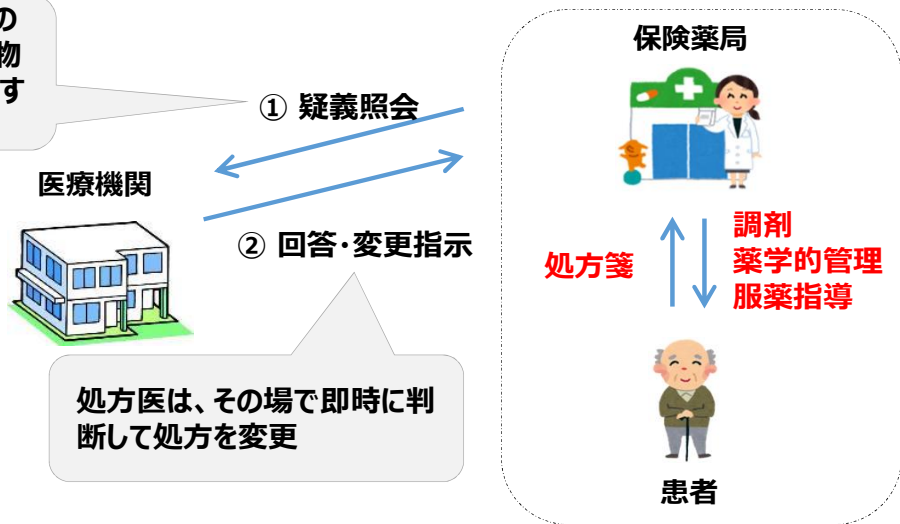 の
物
す
保険薬局
① 疑義照会
医療機関
② 回答・変更指示
処方箋
調剤
薬学的管理
服薬指導
処方医は、その場で即時に判
断して処方を変更
患者